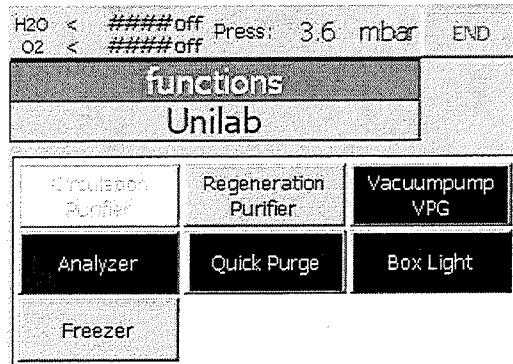 H2O < ####off Press: 3.6 mbar END
O2 < ####off
functions
Unilab
Circulation Purifier
Regeneration Purifier
Vacuumpump VPG
Analyzer
Quick Purge
Box Light
Freezer